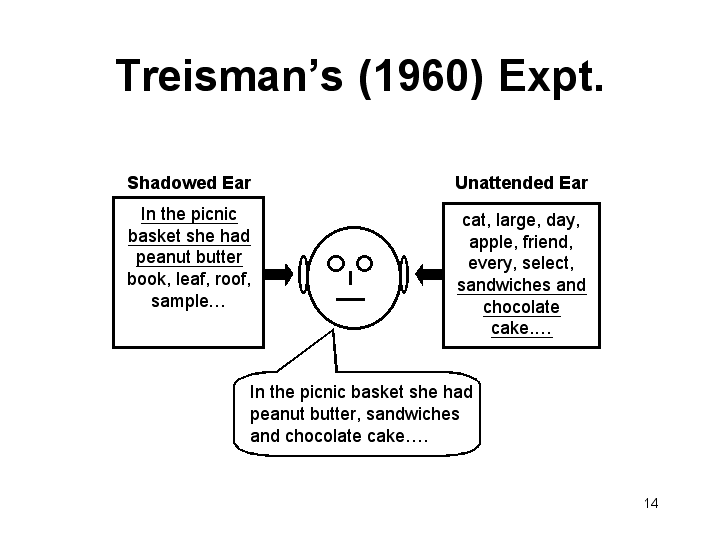 Treisman’s (1960) Expt.
Shadowed Ear
In the picnic
basket she had
peanut butter
book, leaf, roof,
sample…
Unattended Ear
cat, large, day,
apple, friend,
every, select,
sandwiches and
chocolate
cake….
In the picnic basket she had
peanut butter, sandwiches
and chocolate cake….
14